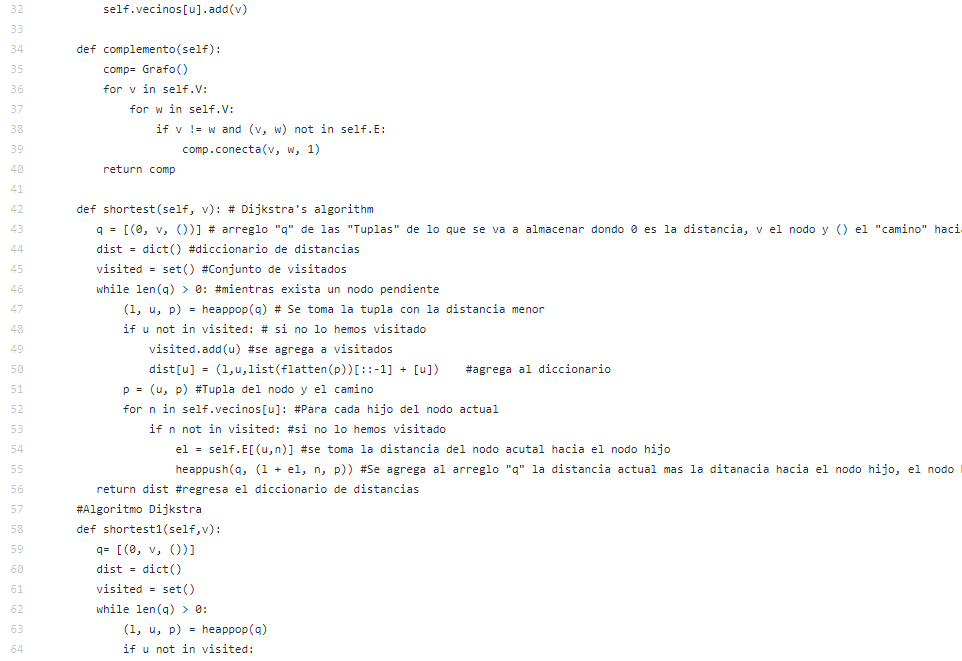 32 self.vecinos[u].add(v)
33
34 def complemento(self):
35 comp= Grafo()
36 for v in self.V:
37 for w in self.V:
38 if v != w and (v, w) not in self.E:
39 comp.conecta(v, w, 1)
40 return comp
41
42 def shortest(self, v): # Dijkstra's algorithm
43 q = [(0, v, ())] # arreglo "q" de las "Tuplas" de lo que se va a almacenar dondo 0 es la distancia, v el nodo y () el "camino" haci
44 dist = dict() #diccionario de distancias
45 visited = set() #Conjunto de visitados
46 while len(q) > 0: #mientras exista un nodo pendiente
47 (l, u, p) = heappop(q) # Se toma la tupla con la distancia menor
48 if u not in visited: # si no lo hemos visitado
49 visited.add(u) #se agrega a visitados
50 dist[u] = (l,u,list(flatten(p))[::-1] + [u]) #agrega al diccionario
51 p = (u, p) #Tupla del nodo y el camino
52 for n in self.vecinos[u]: #Para cada hijo del nodo actual
53 if n not in visited: #si no lo hemos visitado
54 el = self.E[(u,n)] #se toma la distancia del nodo acutal hacia el nodo hijo
55 heappush(q, (l + el, n, p)) #Se agrega al arreglo "q" la distancia actual mas la ditanacia hacia el nodo hijo, el nodo
56 return dist #regresa el diccionario de distancias
57 #Algoritmo Dijkstra
58 def shortest1(self,v):
59 q= [(0, v, ())]
60 dist = dict()
61 visited = set()
62 while len(q) > 0:
63 (l, u, p) = heappop(q)
64 if u not in visited: